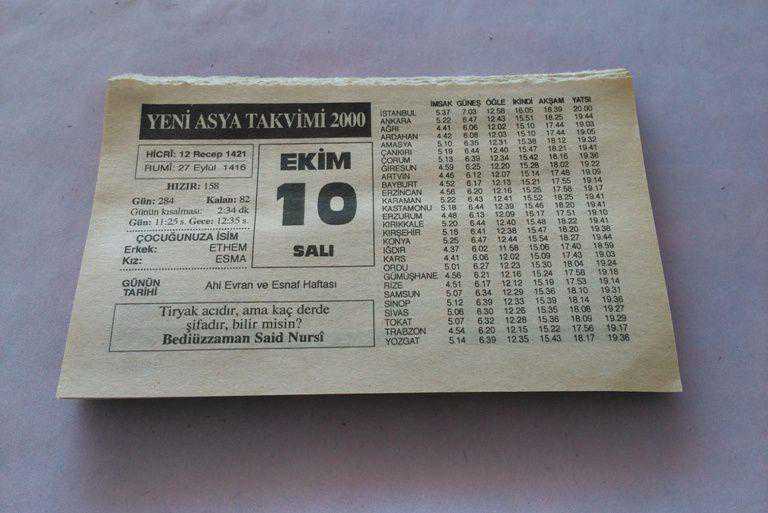 YENİ ASYA TAKVİMİ 2000
HİCRİ: 12 Recep 1421
RUMİ: 27 Eylül 1416
HIZIR: 158
Gün: 284 Kalan: 82
Günün kısalması: 2:34 dk
Gün: 11:25 s. Gece: 12:35 s.
ÇOCUĞUNUZA İSİM
Erkek: ETHEM
Kız: ESMA
EKİM
10
SALI
GÜNÜN TARİHİ Ahi Evran ve Esnaf Haftası
Tiryak acıdır, ama kaç derde
şifadır, bilir misin?
Bediüzzaman Said Nursî
İMSAK GÜNEŞ ÖĞLE İKİNDİ AKŞAM YATSI
İSTANBUL 5.37 7.03 12.58 16.05 18.39 20.00
ANKARA 5.22 6.47 12.43 15.51 18.25 19.44
AĞRI 4.41 6.06 12.02 15.10 17.44 19.03
ARDAHAN 4.42 6.08 12.03 15.10 17.44 19.05
AMASYA 5.10 6.35 12.31 15.38 18.12 19.32
ÇANKIRI 5.19 6.44 12.40 15.47 18.21 19.41
ÇORUM 5.13 6.39 12.34 15.42 18.16 19.36
GİRESUN 4.59 6.25 12.20 15.28 18.02 19.22
ARTVİN 4.46 6.12 12.07 15.14 17.48 19.09
BAYBURT 4.52 6.17 12.13 15.21 17.55 19.14
ERZİNCAN 4.56 6.20 12.16 15.25 17.58 19.17
KARAMAN 5.22 6.43 12.41 15.52 18.25 19.41
KASTAMONU 5.18 6.44 12.39 15.46 18.20 19.41
ERZURUM 4.48 6.13 12.09 15.17 17.51 19.10
KIRIKKALE 5.20 6.44 12.40 15.48 18.22 19.41
KIRŞEHİR 5.18 6.41 12.38 15.47 18.20 19.38
KONYA 5.25 6.47 12.44 15.54 18.27 19.44
IĞDIR 4.37 6.02 11.58 15.06 17.40 18.59
KARS 4.41 6.06 12.02 15.09 17.43 19.03
ORDU 5.01 6.27 12.23 15.30 18.04 19.24
GÜMÜŞHANE 4.56 6.21 12.16 15.24 17.58 19.18
RİZE 4.51 6.17 12.12 15.19 17.53 19.14
SAMSUN 5.07 6.34 12.29 15.36 18.10 19.31
SİNOP 5.12 6.39 12.33 15.39 18.14 19.36
SİVAS 5.06 6.30 12.26 15.35 18.08 19.27
TOKAT 5.07 6.32 12.28 15.36 18.09 19.29
TRABZON 4.54 6.20 12.15 15.22 17.56 19.17
YOZGAT 5.14 6.39 12.35 15.43 18.17 19.36